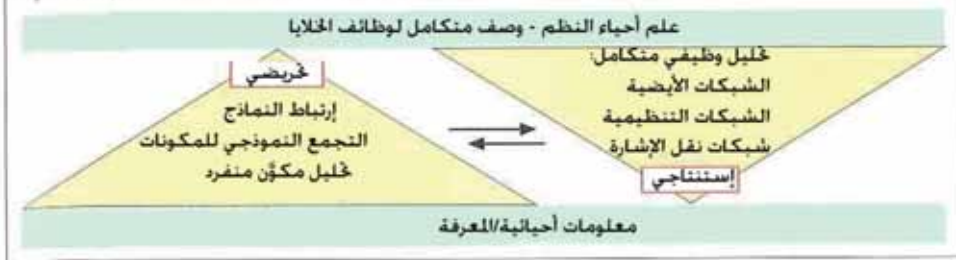 علم أحياء النظم - وصف متكامل لوظائف الخلايا
تحليل وظيفي متكامل:
الشبكات الأيضية
الشبكات التنظيمية
شبكات نقل الإشارة
إستنتاجي
تحريضي
إرتباط النماذج
التجمع النموذجي للمكونات
تحليل مكوَّن منفرد
معلومات أحيائية/المعرفة